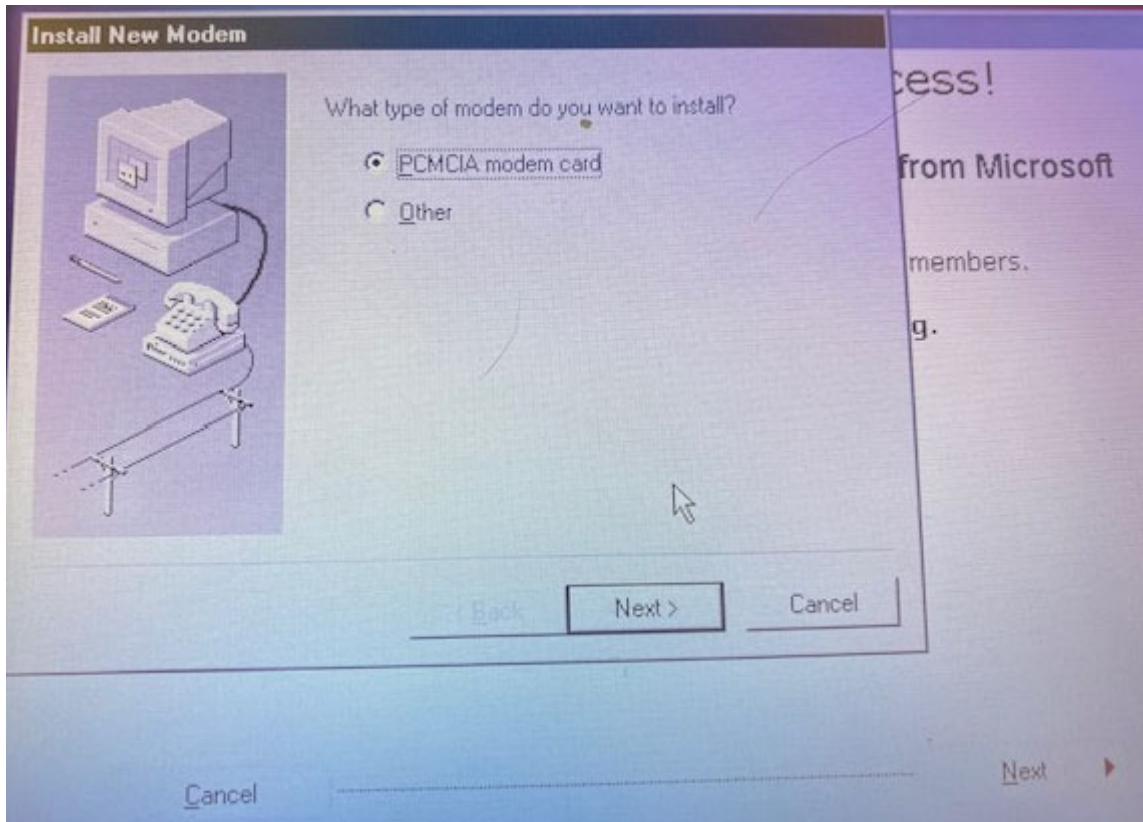 Install New Modem
What type of modem do you want to install?
PCMCIA modem card
Other
< Back
Next >
Cancel
cess!
from Microsoft
members.
g.
Cancel
Next